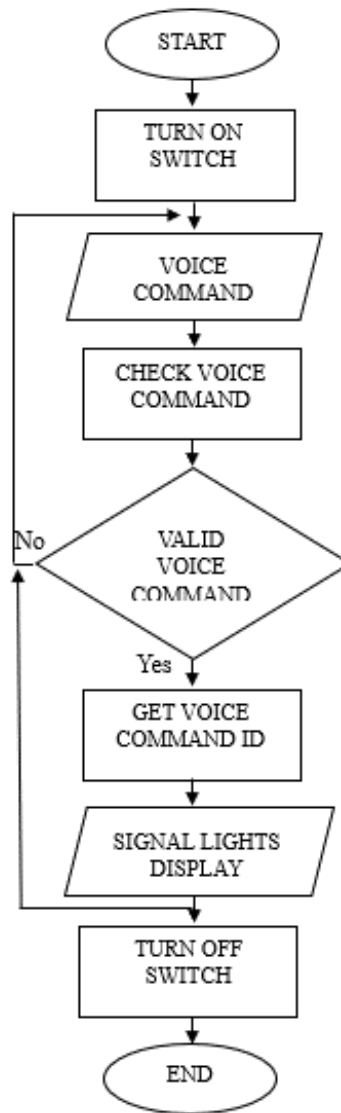 START
TURN ON
SWITCH
VOICE
COMMAND
CHECK VOICE
COMMAND
No
VALID
VOICE
COMMAND
Yes
GET VOICE
COMMAND ID
SIGNAL LIGHTS
DISPLAY
TURN OFF
SWITCH
END